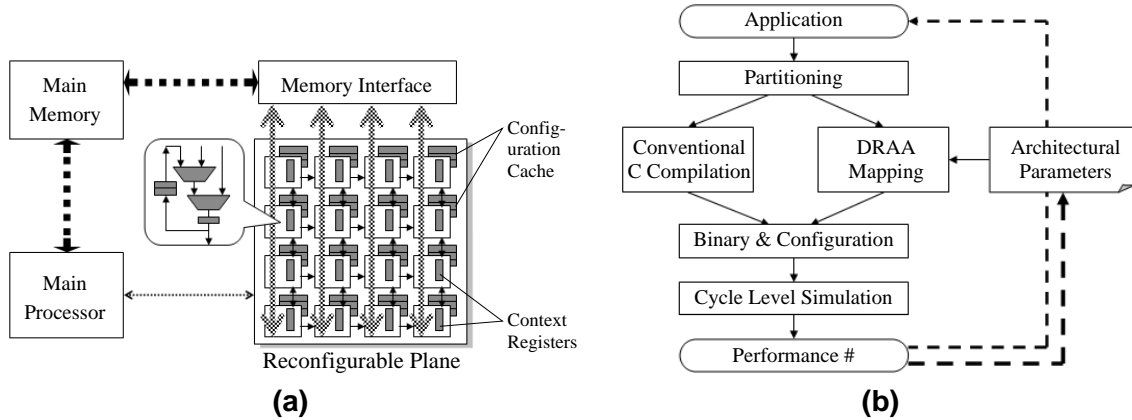 Main
Memory
Memory Interface
Config-
uration
Cache
Main
Processor
Context
Registers
Reconfigurable Plane
(a)
Application
Partitioning
Conventional
C Compilation
DRAA
Mapping
Architectural
Parameters
Binary & Configuration
Cycle Level Simulation
Performance #
(b)